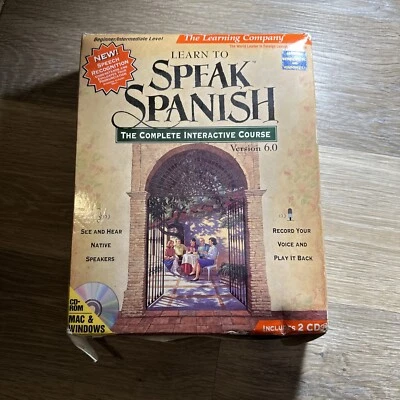 Beginner/Intermediate Level
The Learning Company
NEW!
SPEECH
RECOGNITION
LEARN TO
SPEAK
SPANISH
THE COMPLETE INTERACTIVE COURSE
Version 6.0
SEE AND HEAR
NATIVE
SPEAKERS
RECORD YOUR
VOICE AND
PLAY IT BACK
CD-
ROM
MAC &
WINDOWS
INCLUDES 2 CDs